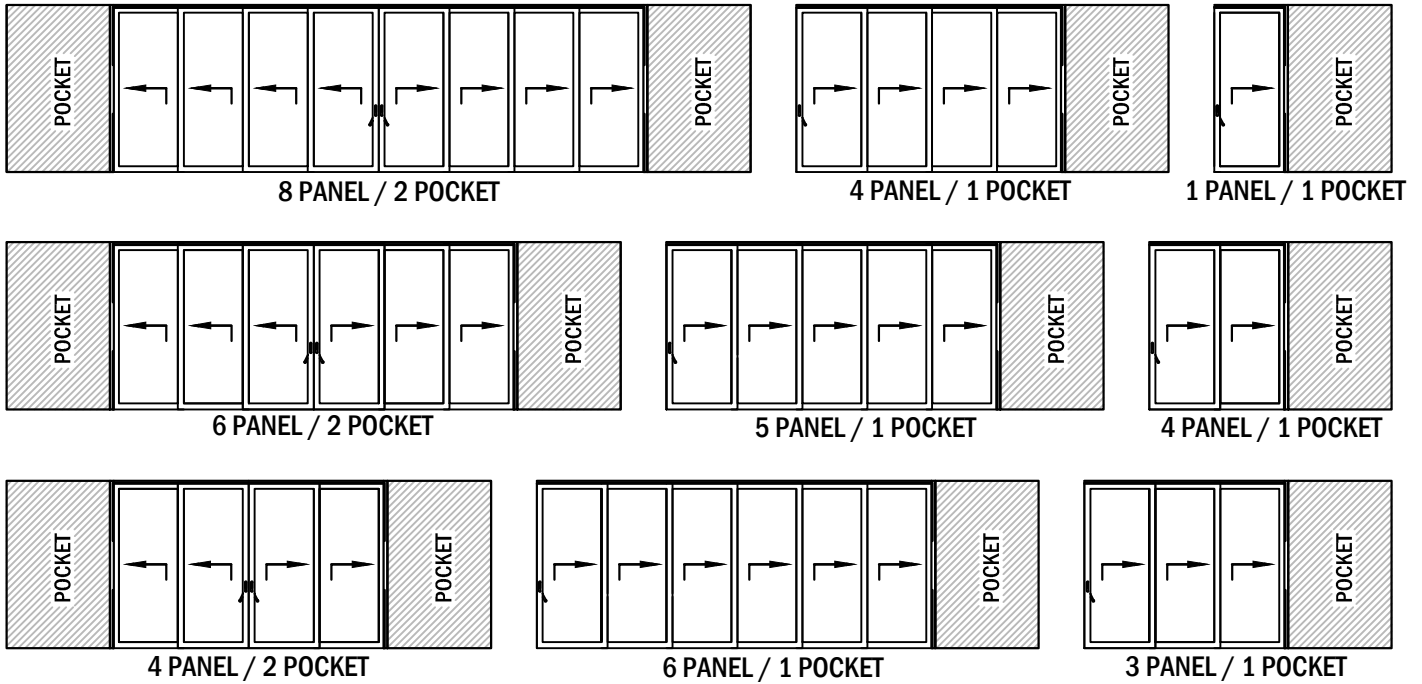 POCKET
POCKET
8 PANEL / 2 POCKET
POCKET
4 PANEL / 1 POCKET
POCKET
1 PANEL / 1 POCKET
POCKET
POCKET
6 PANEL / 2 POCKET
POCKET
5 PANEL / 1 POCKET
POCKET
4 PANEL / 1 POCKET
POCKET
POCKET
4 PANEL / 2 POCKET
POCKET
6 PANEL / 1 POCKET
POCKET
3 PANEL / 1 POCKET